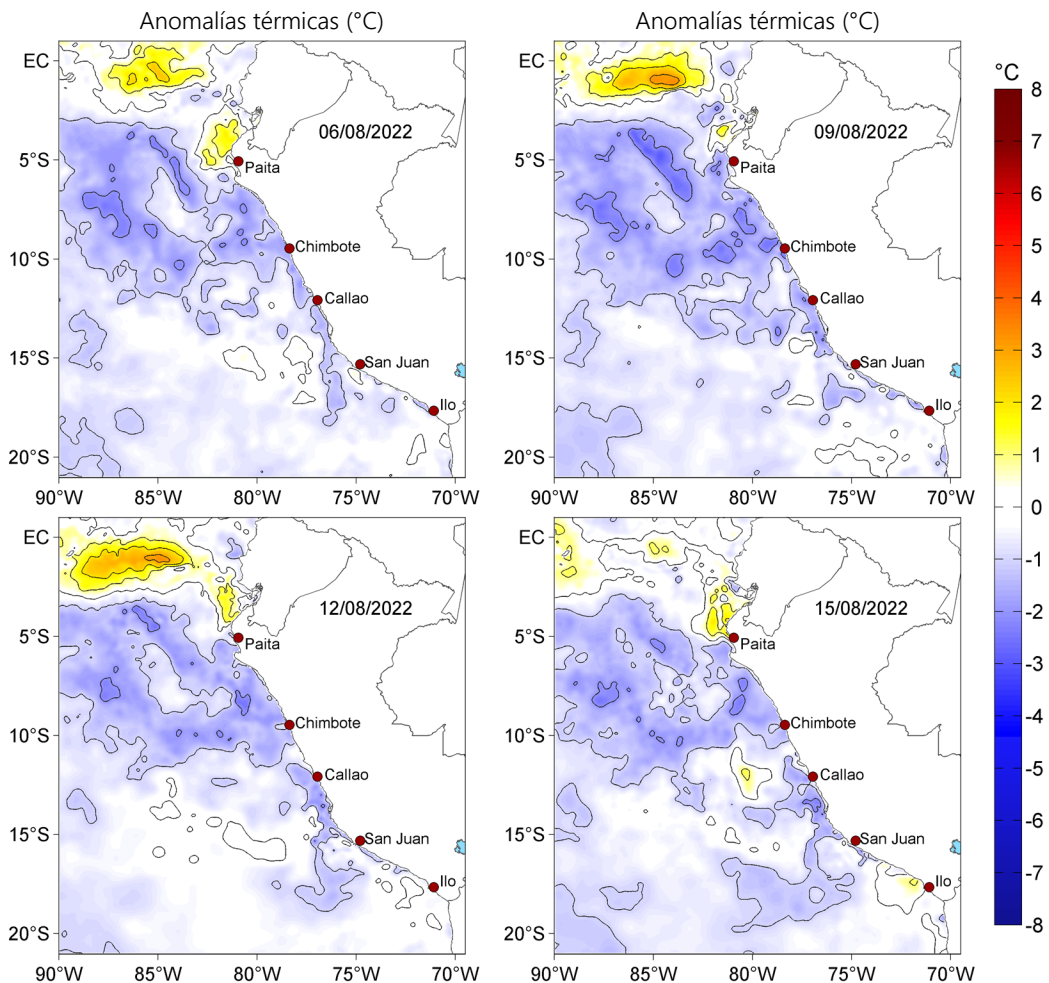 Anomalías térmicas (°C)
EC
5°S
10°S
15°S
20°S
06/08/2022
Paita
Chimbote
Callao
San Juan
Ilo
90°W 85°W 80°W 75°W 70°W
Anomalías térmicas (°C)
EC
5°S
10°S
15°S
20°S
09/08/2022
Paita
Chimbote
Callao
San Juan
Ilo
90°W 85°W 80°W 75°W 70°W
EC
5°S
10°S
15°S
20°S
12/08/2022
Paita
Chimbote
Callao
San Juan
Ilo
90°W 85°W 80°W 75°W 70°W
EC
5°S
10°S
15°S
20°S
15/08/2022
Paita
Chimbote
Callao
San Juan
Ilo
90°W 85°W 80°W 75°W 70°W
°C
8
7
6
5
4
3
2
1
0
-1
-2
-3
-4
-5
-6
-7
-8